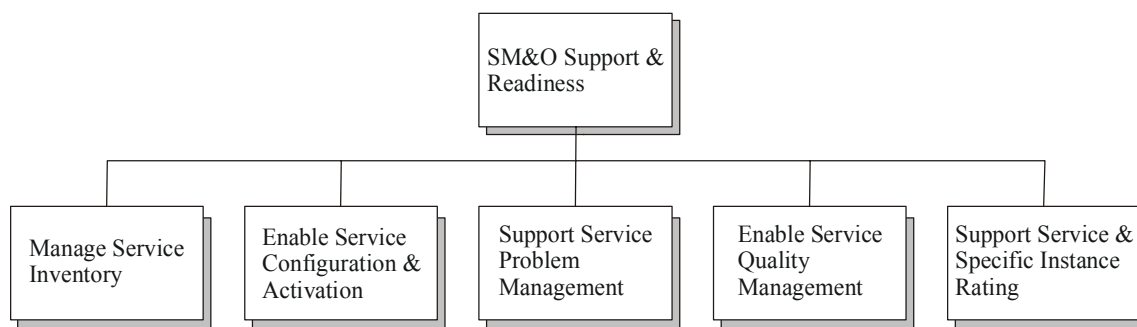 SM&O Support &
Readiness
Manage Service
Inventory
Enable Service
Configuration &
Activation
Support Service
Problem
Management
Enable Service
Quality
Management
Support Service &
Specific Instance
Rating